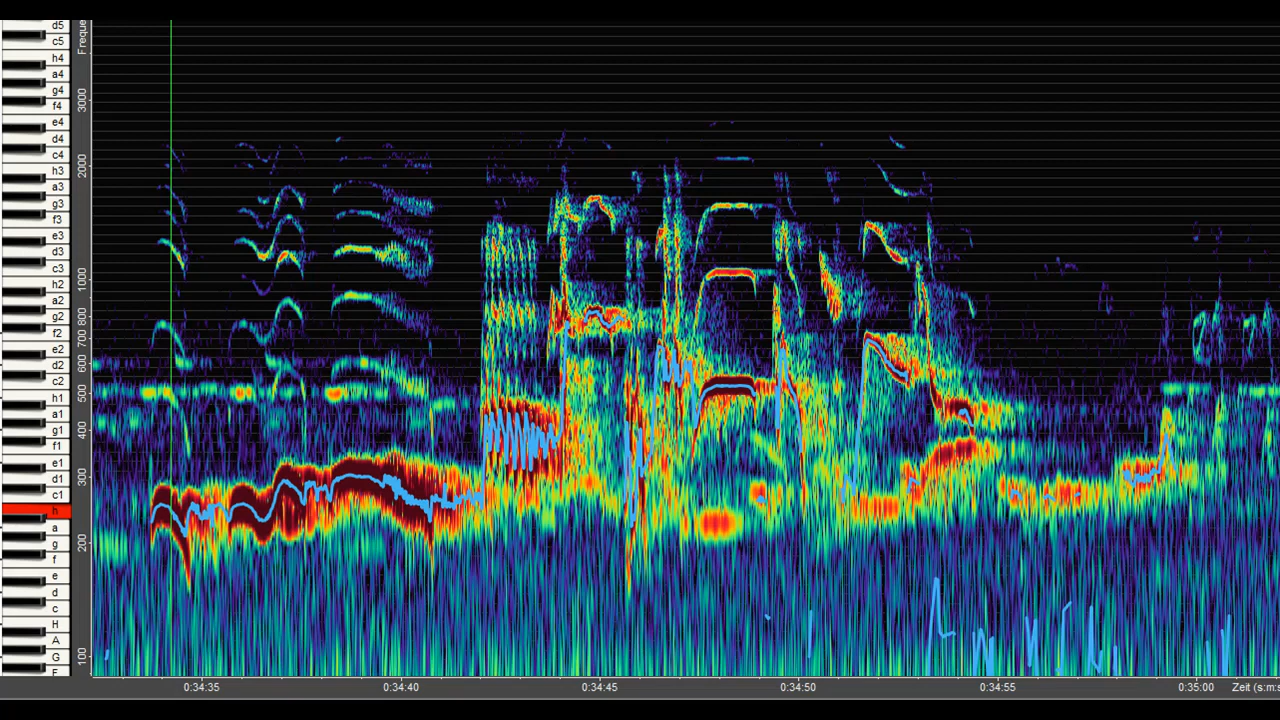 d5
c5
h4
a4
g4
f4
e4
d4
c4
h3
a3
g3
f3
e3
d3
c3
h2
a2
g2
f2
e2
d2
c2
h1
a1
g1
f1
e1
d1
c1
h
a
g
f
e
d
c
H
A
G
F
Freque
3000
2000
1000
800
700
600
500
400
300
200
100
0:34:35
0:34:40
0:34:45
0:34:50
0:34:55
0:35:00
Zeit (s:m:s